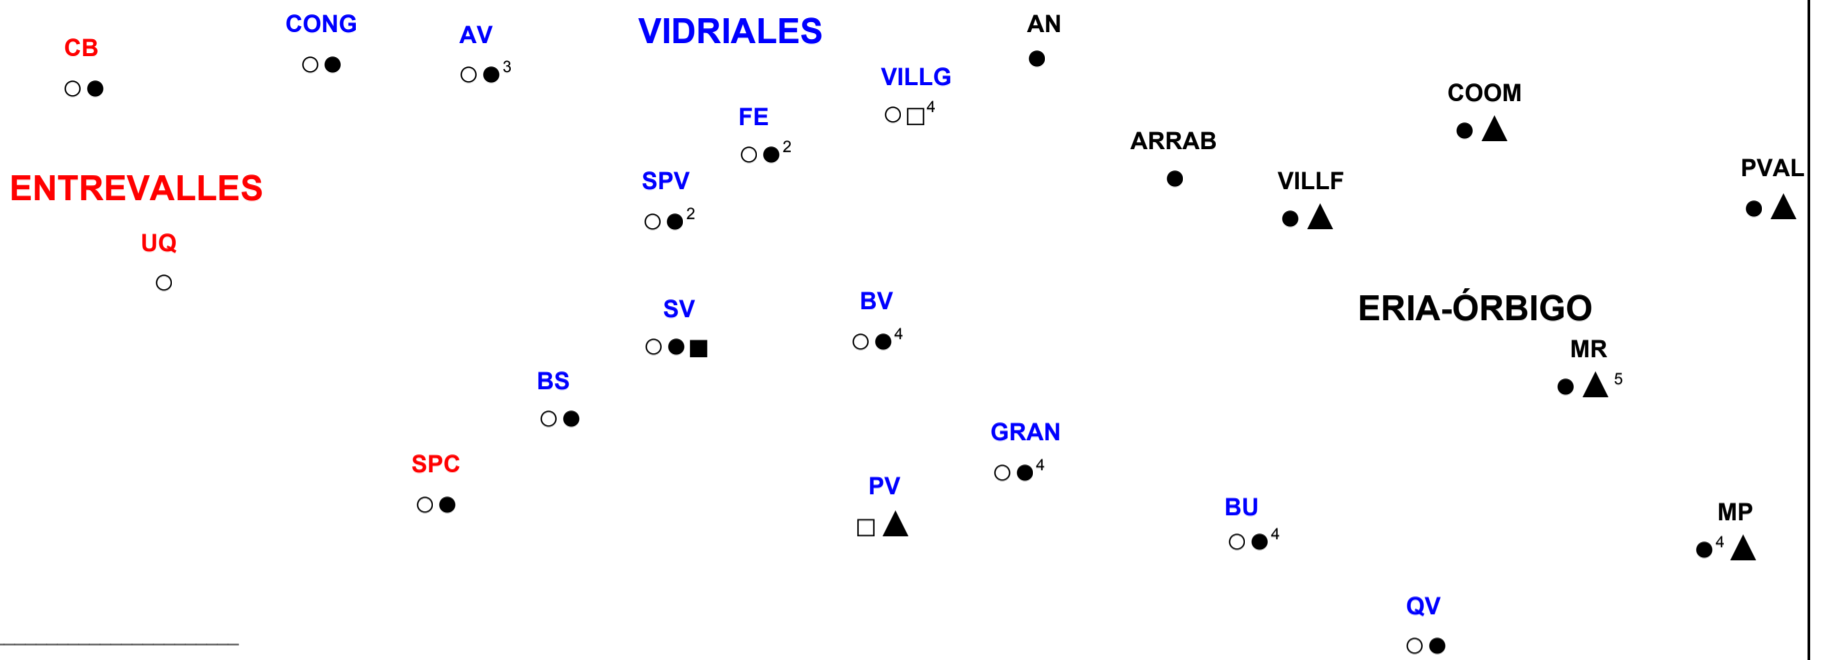 CONG
AN
VIDRIALES
AV
CB
3
VILLG
COOM
4
FE
ARRAB
2
PVAL
SPV
VILLF
ENTREVALLES
2
UQ
BV
SV
ERIA-ÓRBIGO
4
MR
BS
5
GRAN
SPC
4
PV
BU
MP
4
4
QV